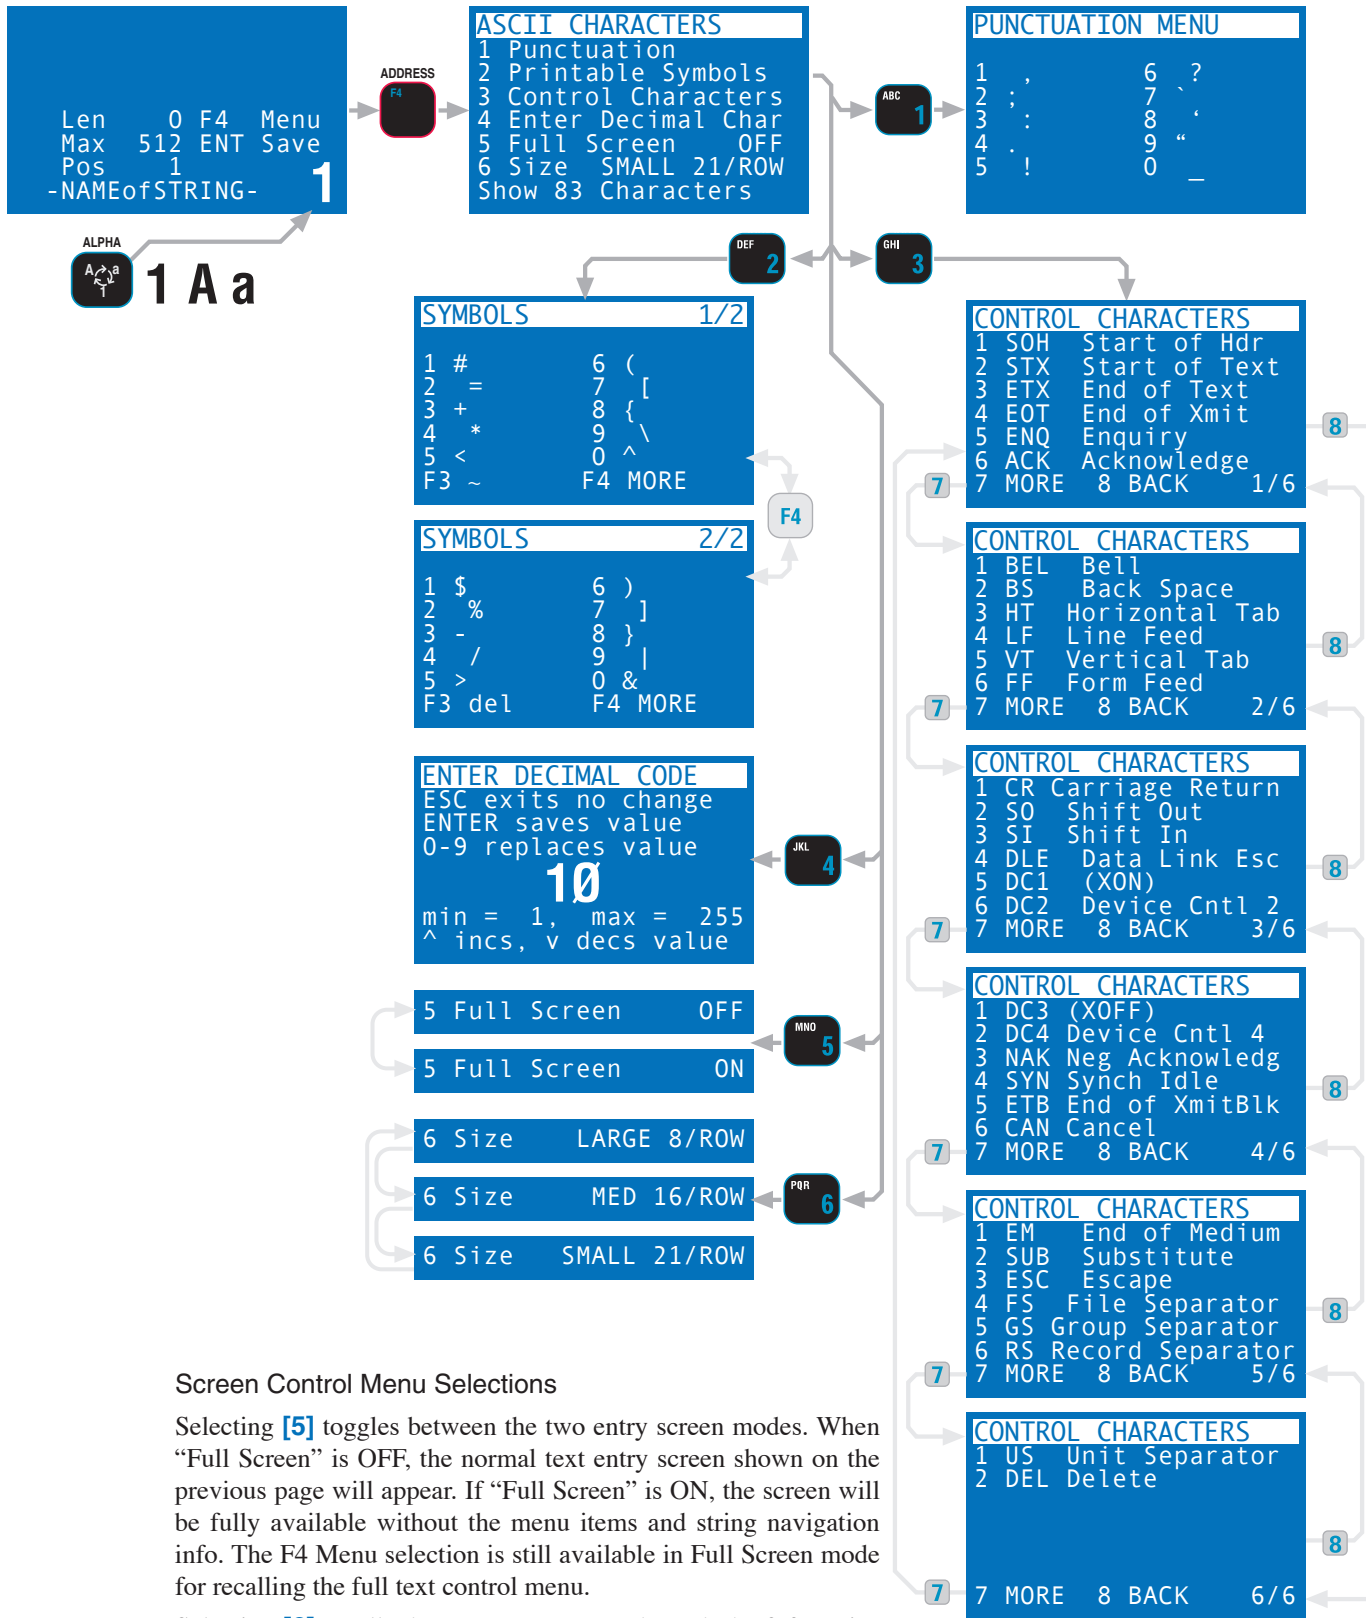 Len 0 F4 Menu
Max 512 ENT Save
Pos 1
-NAMEofSTRING- 1
ALPHA
A a 1
1 A a
ADDRESS
F4
ASCII CHARACTERS
1 Punctuation
2 Printable Symbols
3 Control Characters
4 Enter Decimal Char
5 Full Screen OFF
6 Size SMALL 21/ROW
Show 83 Characters
ABC 1
PUNCTUATION MENU
1 , 6 ?
2 ; 7 `
3 : 8 ‘
4 . 9 “
5 ! 0 _
DEF 2
GHI 3
SYMBOLS 1/2
1 # 6 (
2 = 7 [
3 + 8 {
4 * 9 \
5 < 0 ^
F3 ~ F4 MORE
F4
SYMBOLS 2/2
1 $ 6 )
2 % 7 ]
3 - 8 }
4 / 9 |
5 > 0 &
F3 del F4 MORE
ENTER DECIMAL CODE
ESC exits no change
ENTER saves value
0-9 replaces value
1Ø
min = 1, max = 255
^ incs, v decs value
JKL 4
5 Full Screen OFF
5 Full Screen ON
MNO 5
6 Size LARGE 8/ROW
6 Size MED 16/ROW
6 Size SMALL 21/ROW
PQR 6
CONTROL CHARACTERS
1 SOH Start of Hdr
2 STX Start of Text
3 ETX End of Text
4 EOT End of Xmit
5 ENQ Enquiry
6 ACK Acknowledge
7 MORE 8 BACK 1/6
7
8
CONTROL CHARACTERS
1 BEL Bell
2 BS Back Space
3 HT Horizontal Tab
4 LF Line Feed
5 VT Vertical Tab
6 FF Form Feed
7 MORE 8 BACK 2/6
7
8
CONTROL CHARACTERS
1 CR Carriage Return
2 SO Shift Out
3 SI Shift In
4 DLE Data Link Esc
5 DC1 (XON)
6 DC2 Device Cntl 2
7 MORE 8 BACK 3/6
7
8
CONTROL CHARACTERS
1 DC3 (XOFF)
2 DC4 Device Cntl 4
3 NAK Neg Acknowledg
4 SYN Synch Idle
5 ETB End of XmitBlk
6 CAN Cancel
7 MORE 8 BACK 4/6
7
8
CONTROL CHARACTERS
1 EM End of Medium
2 SUB Substitute
3 ESC Escape
4 FS File Separator
5 GS Group Separator
6 RS Record Separator
7 MORE 8 BACK 5/6
7
8
CONTROL CHARACTERS
1 US Unit Separator
2 DEL Delete
7 MORE 8 BACK 6/6
7
8
Screen Control Menu Selections
Selecting [5] toggles between the two entry screen modes. When
“Full Screen” is OFF, the normal text entry screen shown on the
previous page will appear. If “Full Screen” is ON, the screen will
be fully available without the menu items and string navigation
info. The F4 Menu selection is still available in Full Screen mode
for recalling the full text control menu.